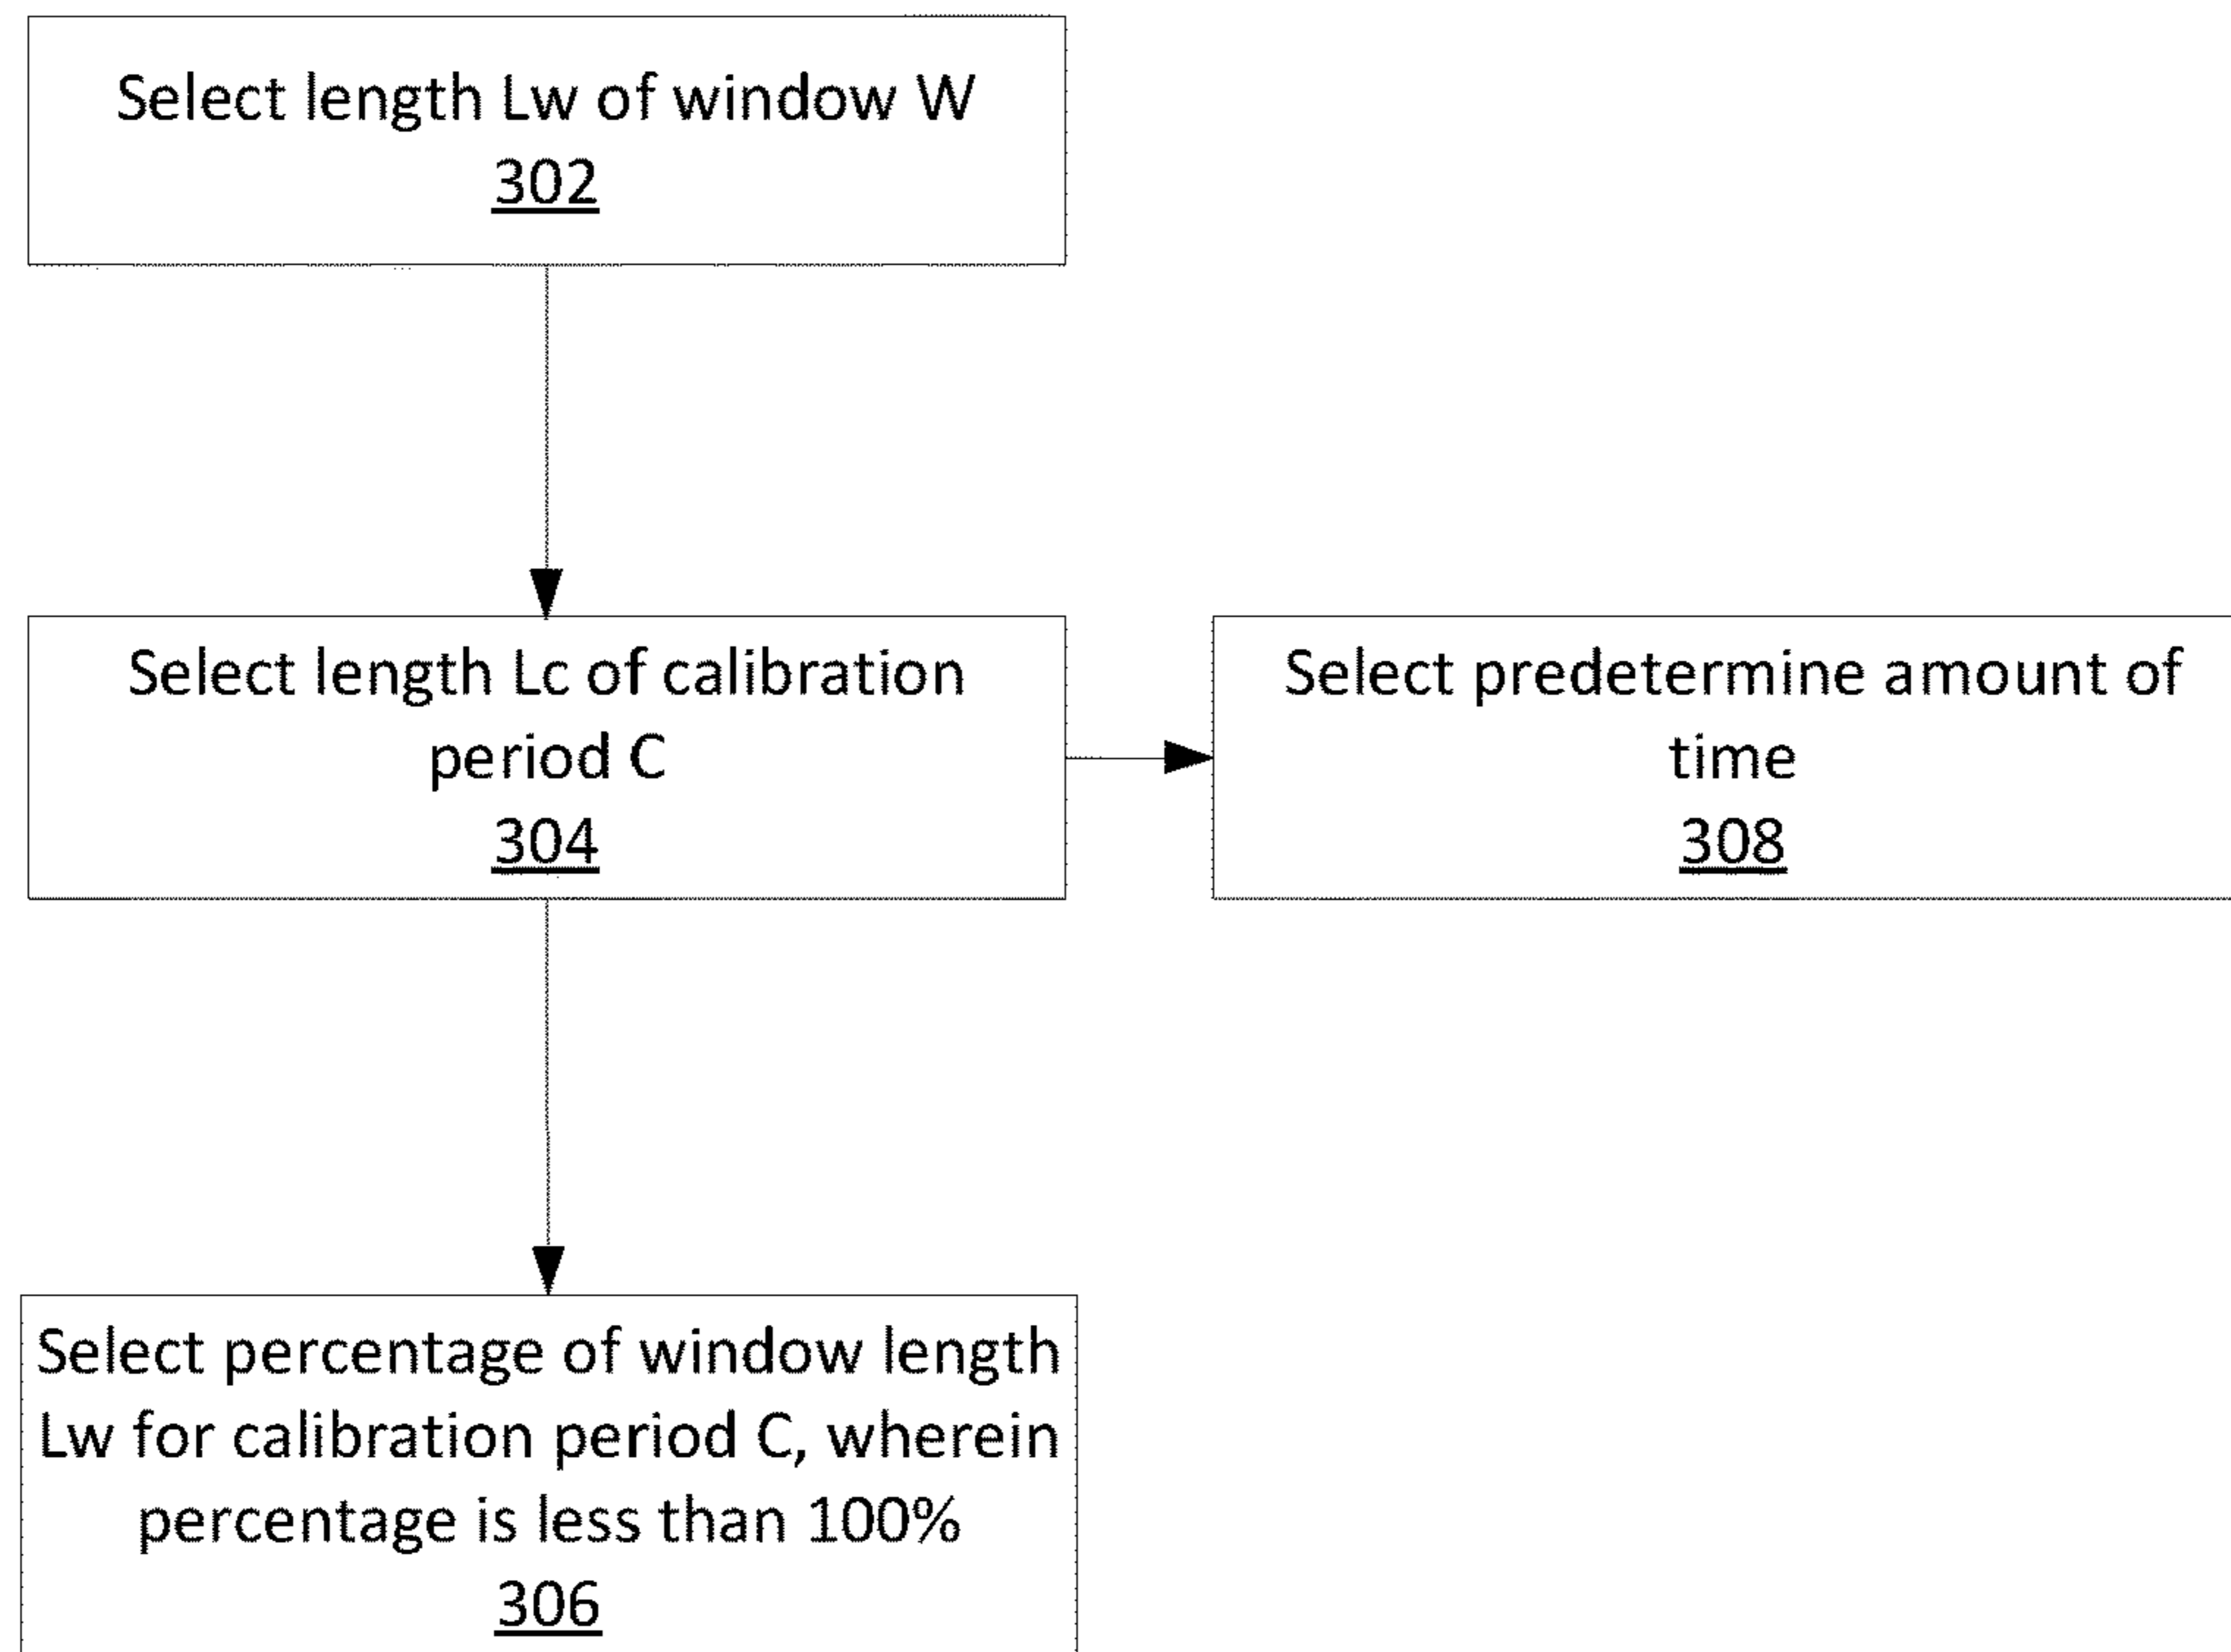 Select length Lw of window W
302
Select length Lc of calibration
period C
304
Select predetermine amount of
time
308
Select percentage of window length
Lw for calibration period C, wherein
percentage is less than 100%
306